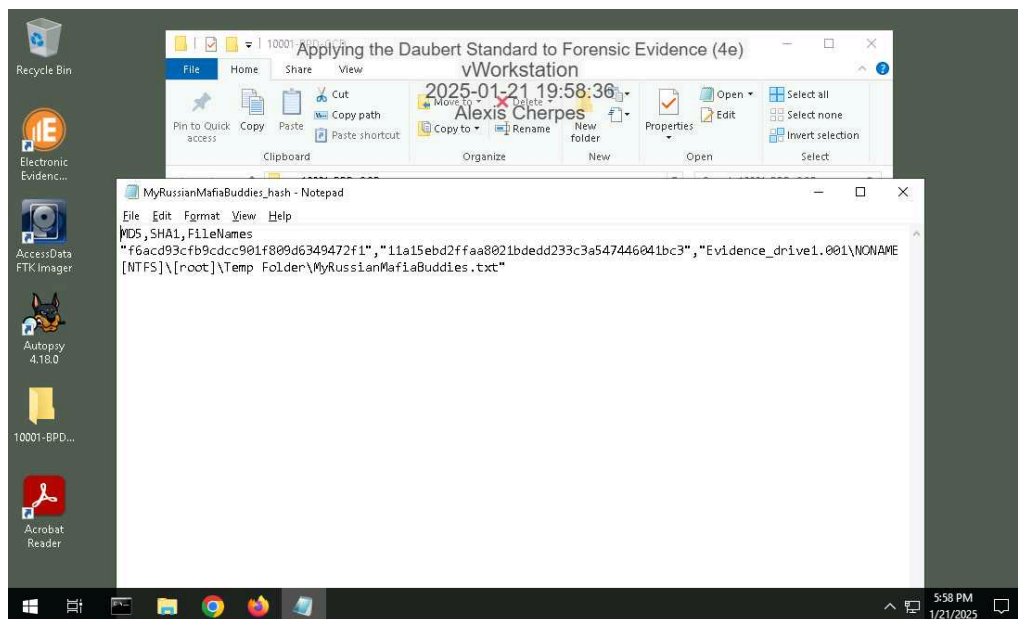 Recycle Bin
Electronic
Evidenc...
AccessData
FTK Imager
Autopsy
4.18.0
10001-BPD...
Acrobat
Reader
Applying the Daubert Standard to Forensic Evidence (4e)
vWorkstation
2025-01-21 19:58:36
Alexis Cherpes
File Home Share View
Pin to Quick
access
Copy
Paste
Cut
Copy path
Paste shortcut
Clipboard
Move to
Copy to
Delete
Rename
Organize
New
folder
New
Properties
Open
Edit
Open
Select all
Select none
Invert selection
Select
MyRussianMafiaBuddies_hash - Notepad
File Edit Format View Help
MD5,SHA1,FileNames
"f6acd93cfb9cdcc901f809d6349472f1","11a15ebd2ffaa8021bdedd233c3a547446041bc3","Evidence_drive1.001\NONAME
[NTFS]\[root]\Temp Folder\MyRussianMafiaBuddies.txt"
5:58 PM
1/21/2025